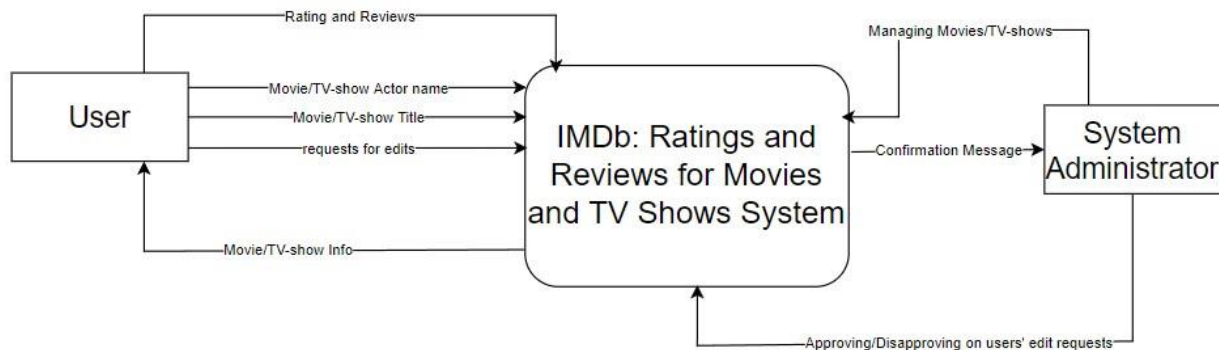 Rating and Reviews
Managing Movies/TV-shows
User
Movie/TV-show Actor name
Movie/TV-show Title
requests for edits
Movie/TV-show Info
IMDb: Ratings and
Reviews for Movies
and TV Shows System
Confirmation Message
System
Administrator
Approving/Disapproving on users' edit requests